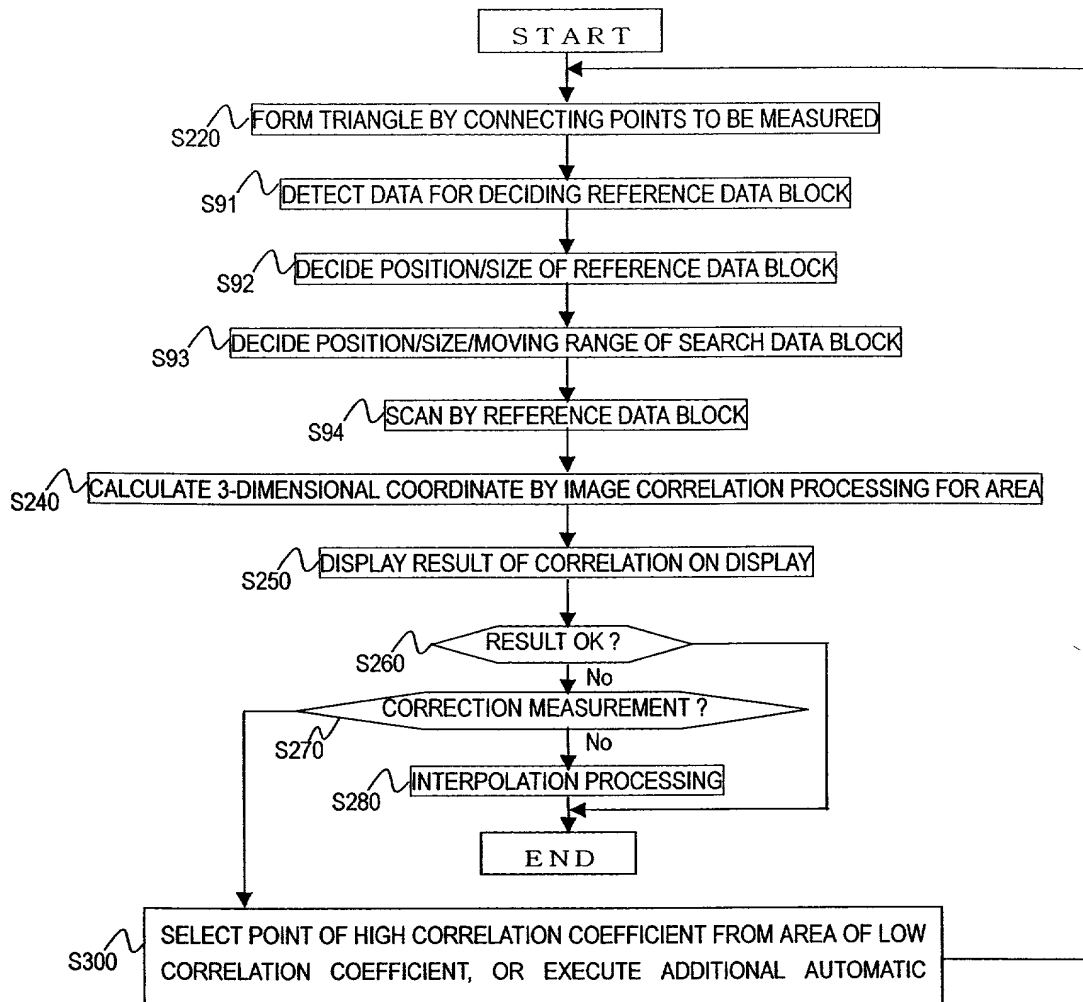 START
S220 FORM TRIANGLE BY CONNECTING POINTS TO BE MEASURED
S91 DETECT DATA FOR DECIDING REFERENCE DATA BLOCK
S92 DECIDE POSITION/SIZE OF REFERENCE DATA BLOCK
S93 DECIDE POSITION/SIZE/MOVING RANGE OF SEARCH DATA BLOCK
S94 SCAN BY REFERENCE DATA BLOCK
S240 CALCULATE 3-DIMENSIONAL COORDINATE BY IMAGE CORRELATION PROCESSING FOR AREA
S250 DISPLAY RESULT OF CORRELATION ON DISPLAY
S260 RESULT OK ?
No
S270 CORRECTION MEASUREMENT ?
No
S280 INTERPOLATION PROCESSING
END
S300 SELECT POINT OF HIGH CORRELATION COEFFICIENT FROM AREA OF LOW
CORRELATION COEFFICIENT, OR EXECUTE ADDITIONAL AUTOMATIC